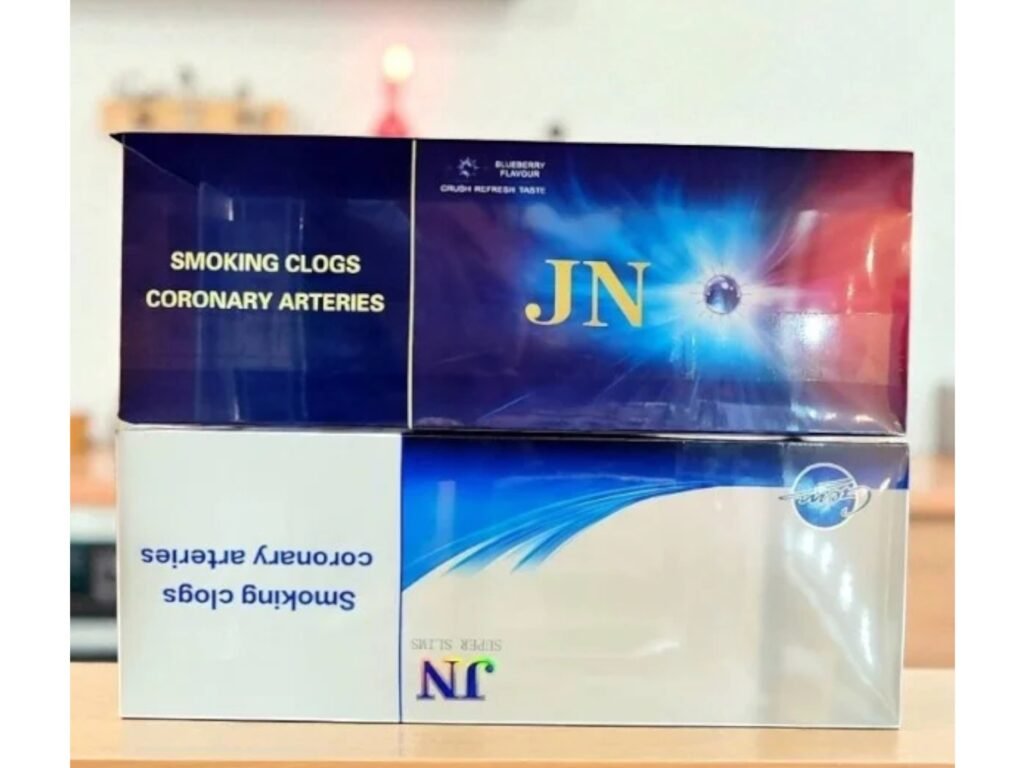 BLUEBERRY
FLAVOUR
CRUSH REFRESH TASTE
SMOKING CLOGS
CORONARY ARTERIES
JN
Smoking clogs
coronary arteries
JN
SUPER SLIMS